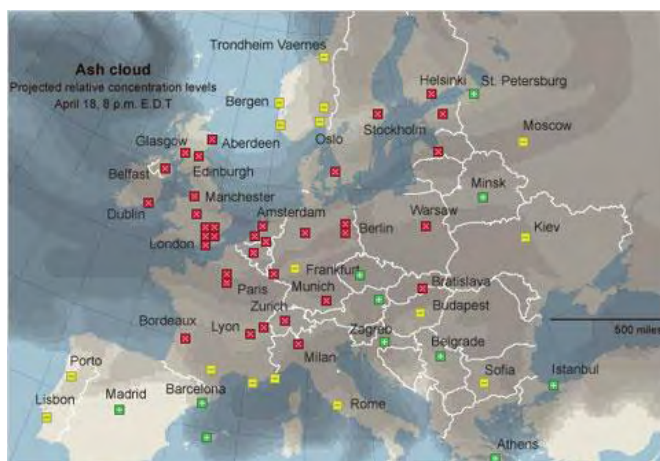 Ash cloud
Projected relative concentration levels
April 18, 8 p.m. E.D.T
Trondheim Vaernes
Helsinki
St. Petersburg
Bergen
Oslo
Stockholm
Moscow
Glasgow
Aberdeen
Belfast
Edinburgh
Minsk
Manchester
Dublin
Amsterdam
Berlin
Warsaw
Kiev
London
Frankfurt
Paris
Munich
Bratislava
Budapest
Zurich
Bordeaux
Lyon
Zagreb
Belgrade
500 miles
Milan
Porto
Madrid
Barcelona
Sofia
Istanbul
Lisbon
Rome
Athens